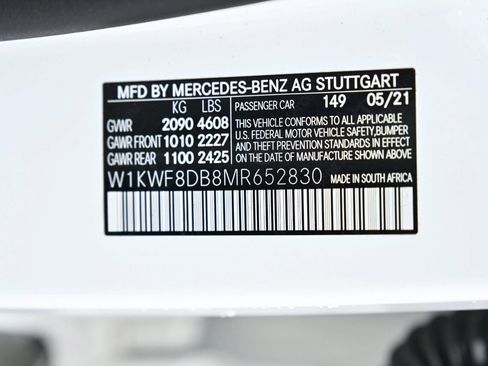 MFD BY MERCEDES-BENZ AG STUTTGART
KG LBS PASSENGER CAR 149 05/21
GVWR 2090 4608 THIS VEHICLE CONFORMS TO ALL APPLICABLE
GAWR FRONT 1010 2227 U.S. FEDERAL MOTOR VEHICLE SAFETY, BUMPER
GAWR REAR 1100 2425 AND THEFT PREVENTION STANDARDS IN EFFECT
ON THE DATE OF MANUFACTURE SHOWN ABOVE.
W1KWF8DB8MR652830 MADE IN SOUTH AFRICA